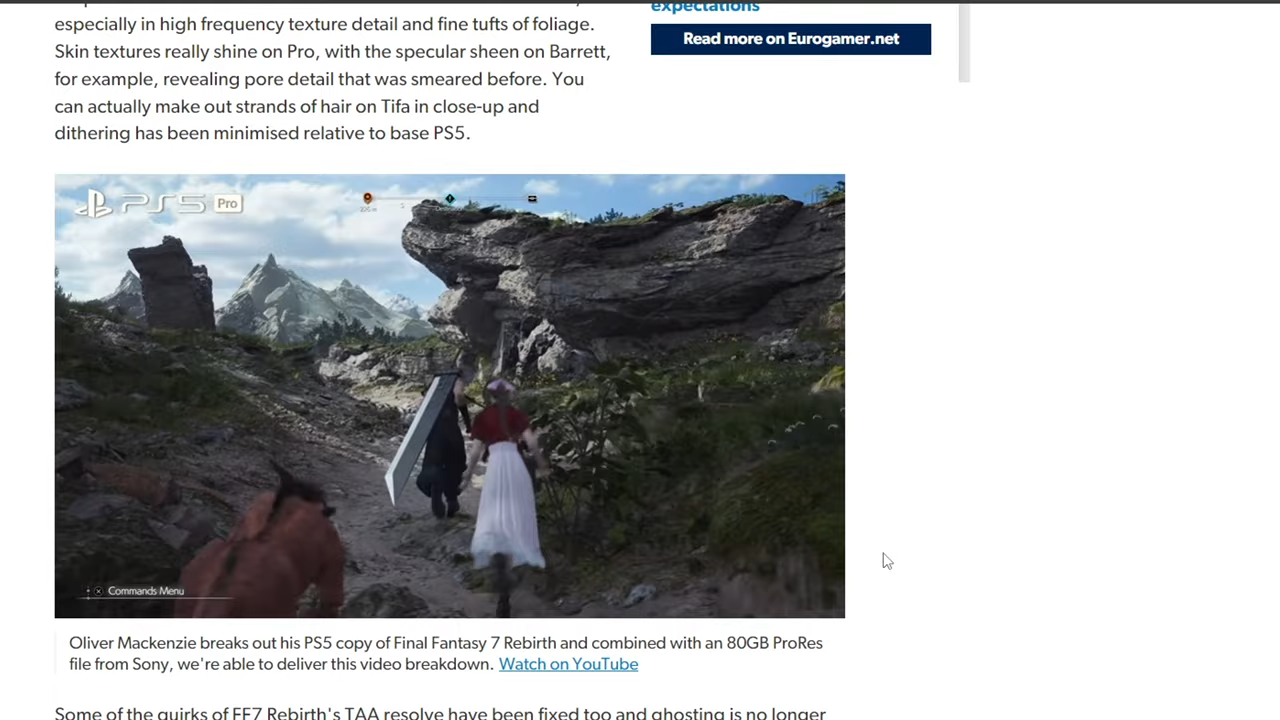 especially in high frequency texture detail and fine tufts of foliage.
Skin textures really shine on Pro, with the specular sheen on Barrett,
for example, revealing pore detail that was smeared before. You
can actually make out strands of hair on Tifa in close-up and
dithering has been minimised relative to base PS5.
expectations
Read more on Eurogamer.net
PS5 Pro
Commands Menu
Oliver Mackenzie breaks out his PS5 copy of Final Fantasy 7 Rebirth and combined with an 80GB ProRes
file from Sony, we're able to deliver this video breakdown. Watch on YouTube
Some of the quirks of FF7 Rebirth's TAA resolve have been fixed too and ghosting is no longer